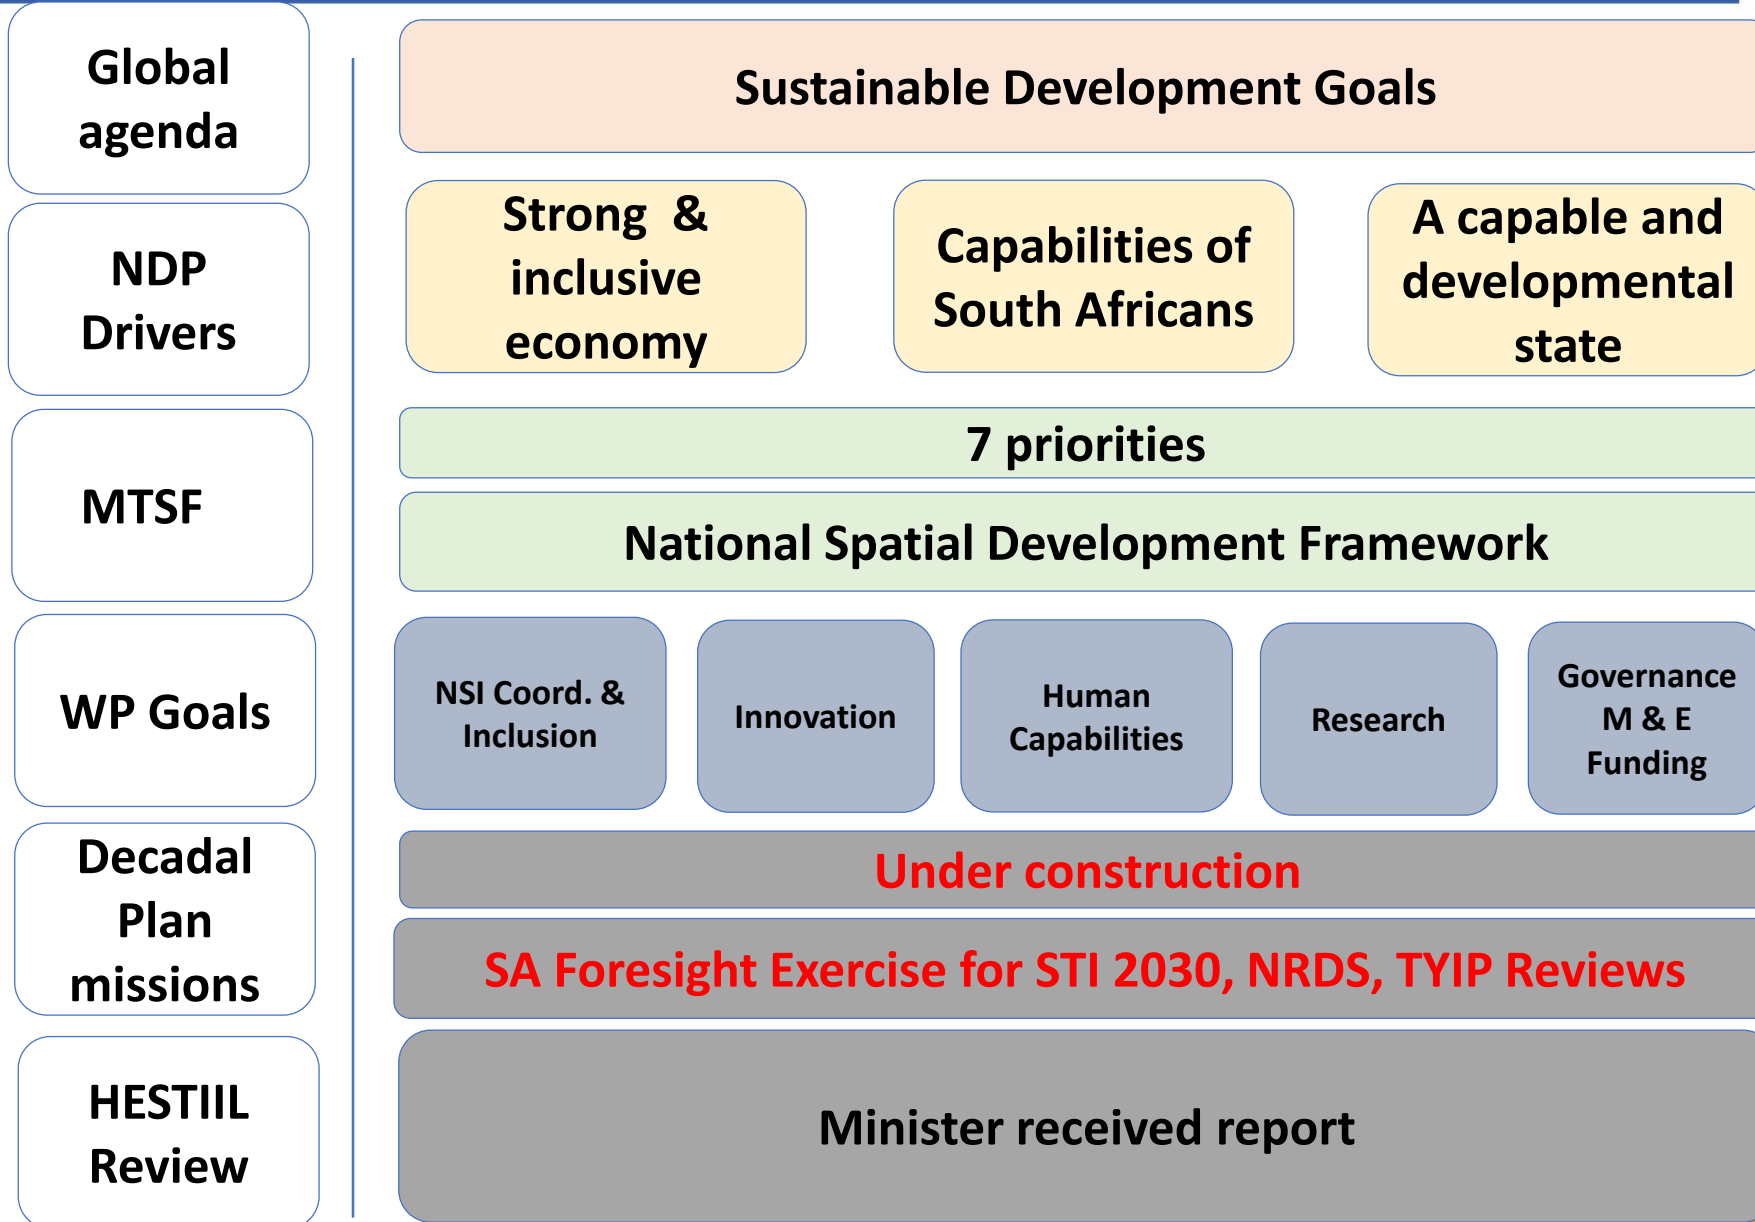 Global
agenda
Sustainable Development Goals
NDP
Drivers
Strong & 
inclusive
economy
Capabilities of
South Africans
A capable and
developmental
state
MTSF
7 priorities
National Spatial Development Framework
WP Goals
NSI Coord. &
Inclusion
Innovation
Human
Capabilities
Research
Governance
M & E
Funding
Decadal
Plan
missions
Under construction
SA Foresight Exercise for STI 2030, NRDS, TYIP Reviews
HESTIIL
Review
Minister received report